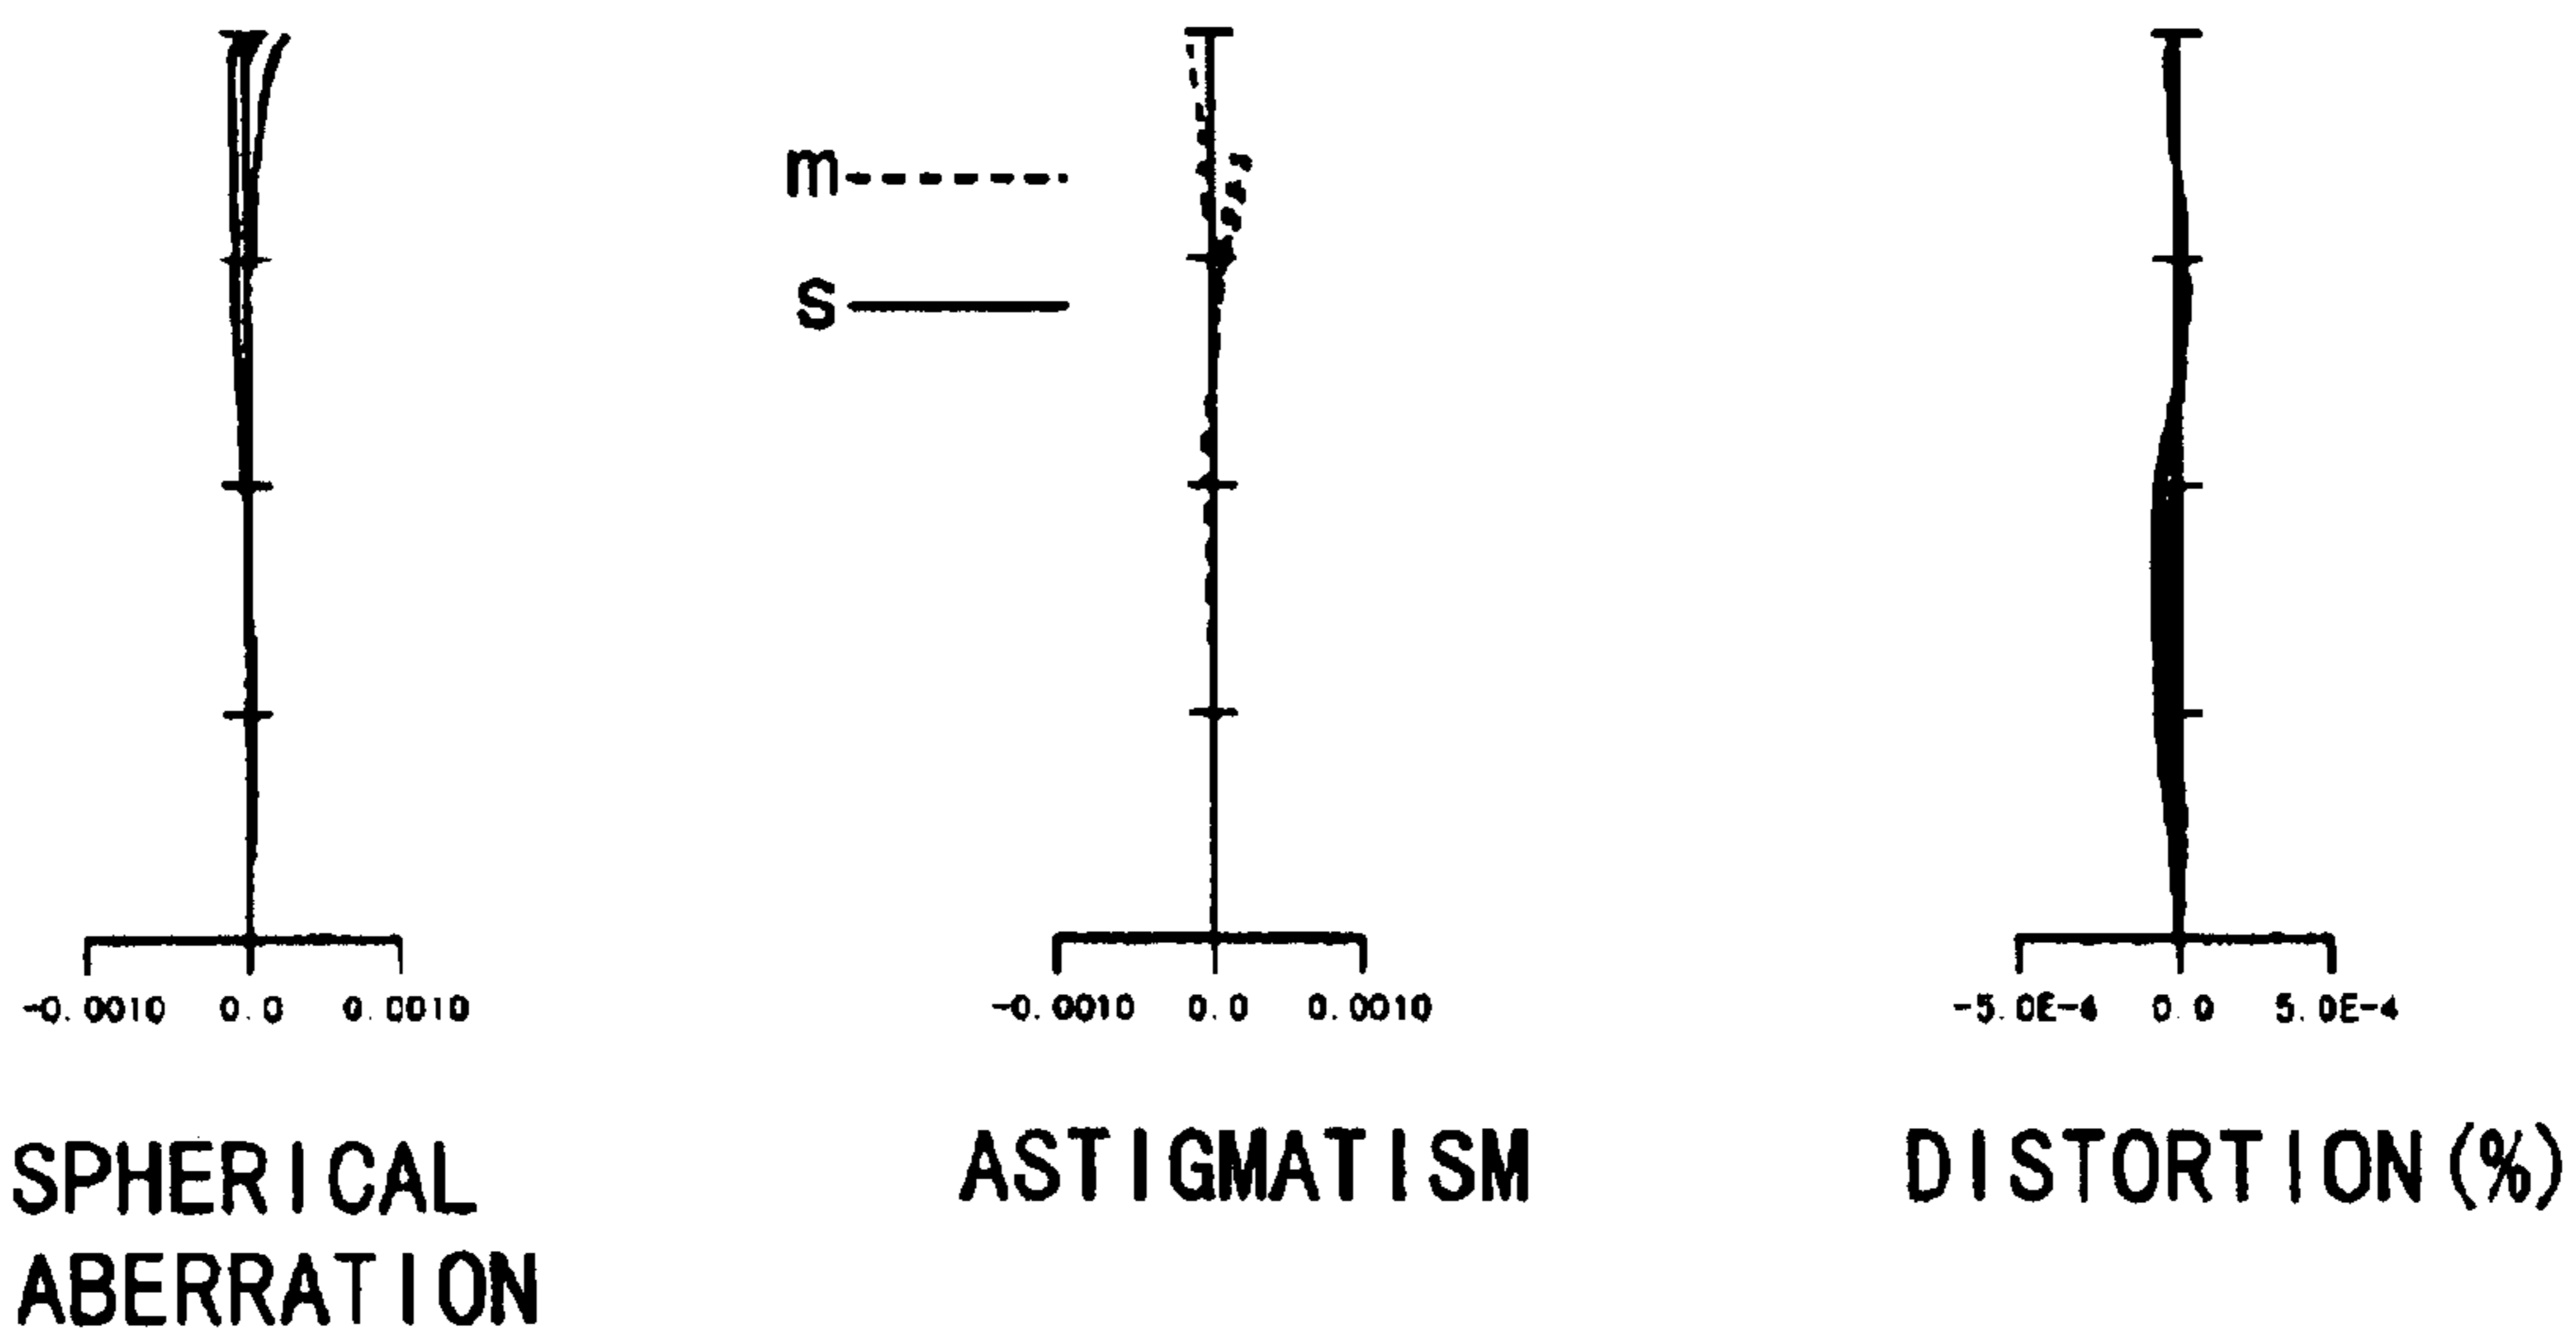 m
s
-0.0010 0.0 0.0010
-0.0010 0.0 0.0010
-5.0E-4 0.0 5.0E-4
SPHERICAL
ABERRATION
ASTIGMATISM
DISTORTION(%)